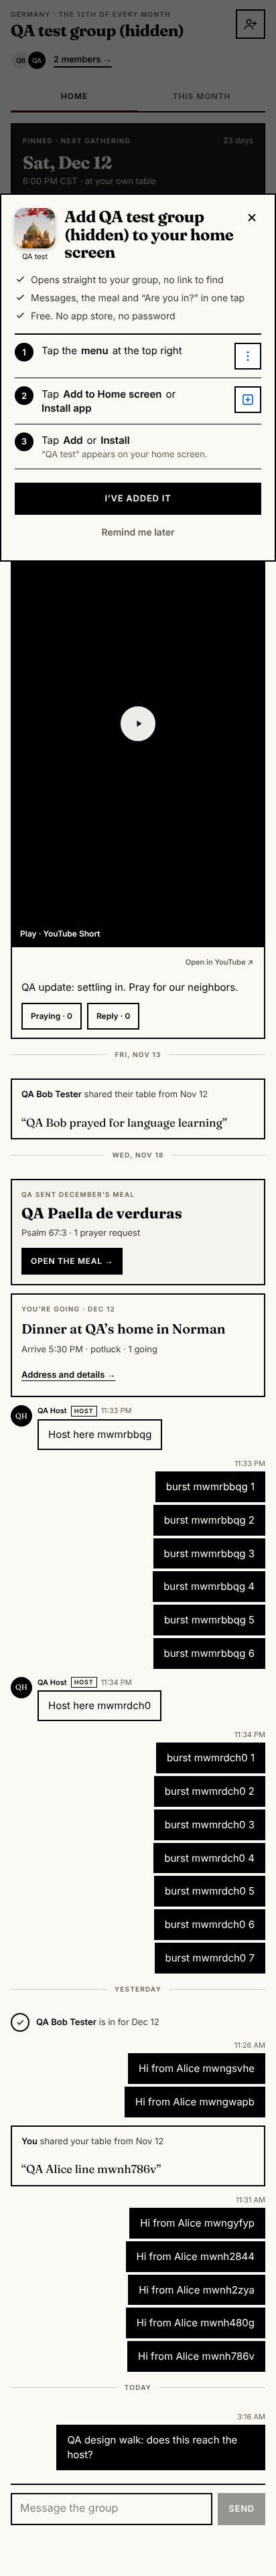 GERMANY · THE 12TH OF EVERY MONTH
QA test group (hidden)
QB QA 2 members →
HOME THIS MONTH
PINNED · NEXT GATHERING 23 days
Sat, Dec 12
6:00 PM CST · at your own table
Add QA test group
(hidden) to your home
screen
QA test
Opens straight to your group, no link to find
Messages, the meal and “Are you in?” in one tap
Free. No app store, no password
1 Tap the menu at the top right
2 Tap Add to Home screen or
Install app
3 Tap Add or Install
“QA test” appears on your home screen.
I’VE ADDED IT
Remind me later
Play · YouTube Short
Open in YouTube ↗
QA update: settling in. Pray for our neighbors.
Praying · 0 Reply · 0
FRI, NOV 13
QA Bob Tester shared their table from Nov 12
“QA Bob prayed for language learning”
WED, NOV 18
QA SENT DECEMBER’S MEAL
QA Paella de verduras
Psalm 67:3 · 1 prayer request
OPEN THE MEAL →
YOU’RE GOING · DEC 12
Dinner at QA’s home in Norman
Arrive 5:30 PM · potluck · 1 going
Address and details →
QH QA Host HOST 11:33 PM
Host here mwmrbbqg
11:33 PM
burst mwmrbbqg 1
burst mwmrbbqg 2
burst mwmrbbqg 3
burst mwmrbbqg 4
burst mwmrbbqg 5
burst mwmrbbqg 6
QH QA Host HOST 11:34 PM
Host here mwmrdch0
11:34 PM
burst mwmrdch0 1
burst mwmrdch0 2
burst mwmrdch0 3
burst mwmrdch0 4
burst mwmrdch0 5
burst mwmrdch0 6
burst mwmrdch0 7
YESTERDAY
QA Bob Tester is in for Dec 12
11:26 AM
Hi from Alice mwngsvhe
Hi from Alice mwngwapb
You shared your table from Nov 12
“QA Alice line mwnh786v”
11:31 AM
Hi from Alice mwngyfyp
Hi from Alice mwnh2844
Hi from Alice mwnh2zya
Hi from Alice mwnh480g
Hi from Alice mwnh786v
TODAY
3:16 AM
QA design walk: does this reach the
host?
Message the group SEND